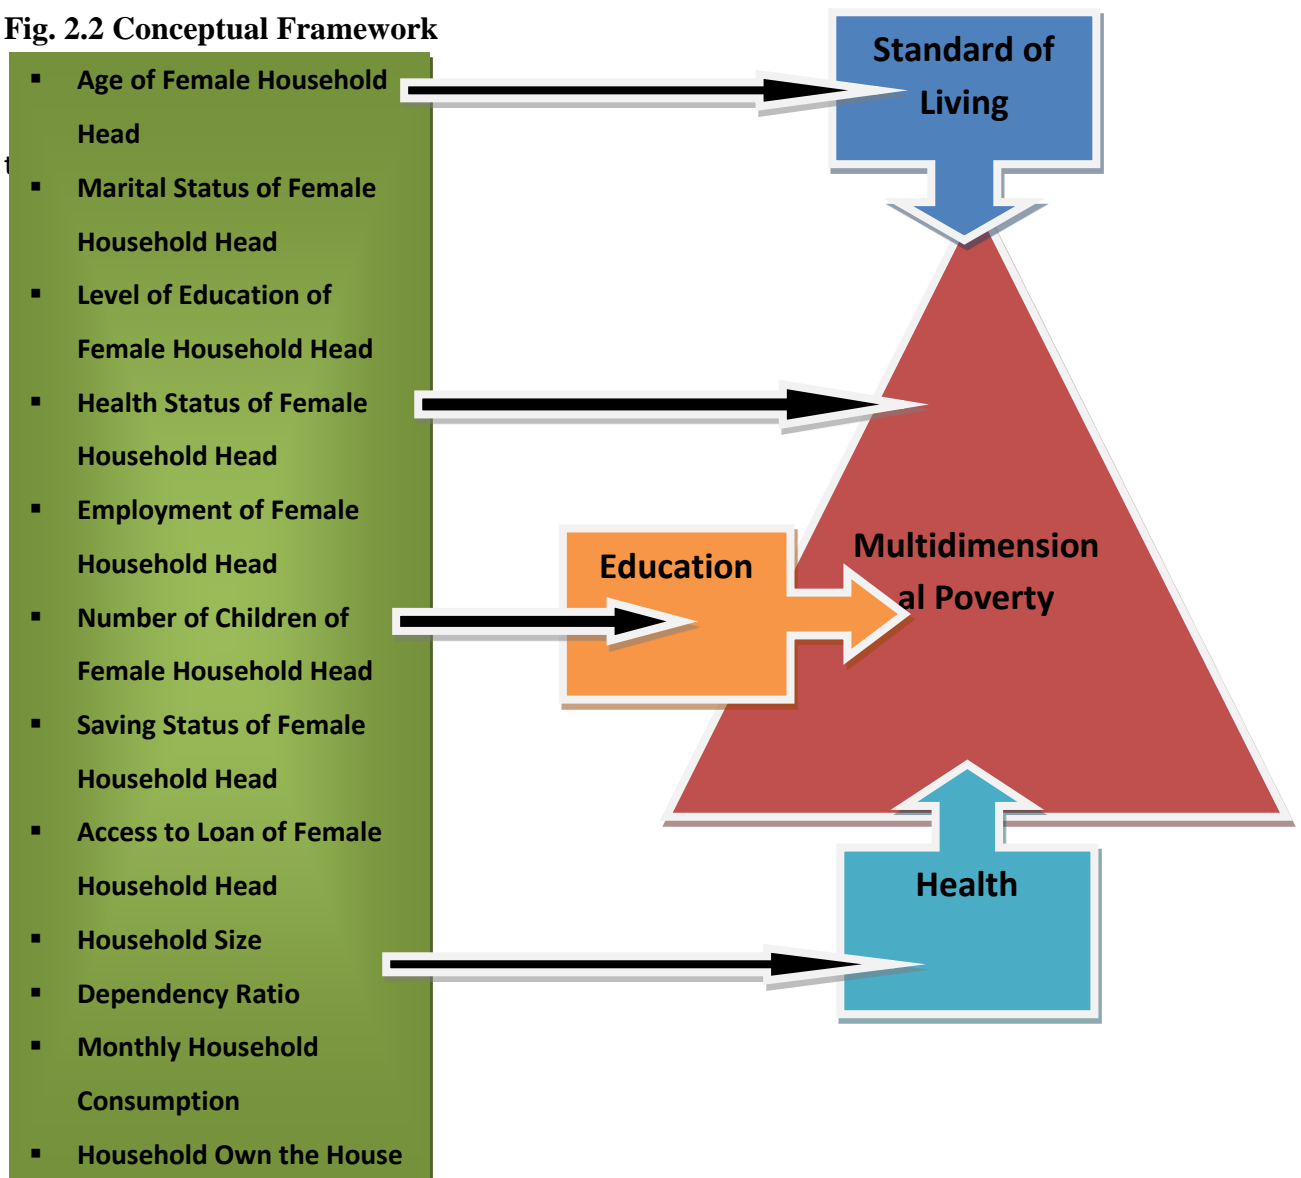 Fig. 2.2 Conceptual Framework
▪ Age of Female Household
Head
▪ Marital Status of Female
Household Head
▪ Level of Education of
Female Household Head
▪ Health Status of Female
Household Head
▪ Employment of Female
Household Head
▪ Number of Children of
Female Household Head
▪ Saving Status of Female
Household Head
▪ Access to Loan of Female
Household Head
▪ Household Size
▪ Dependency Ratio
▪ Monthly Household
Consumption
▪ Household Own the House
Standard of
Living
Education
Multidimension
al Poverty
Health